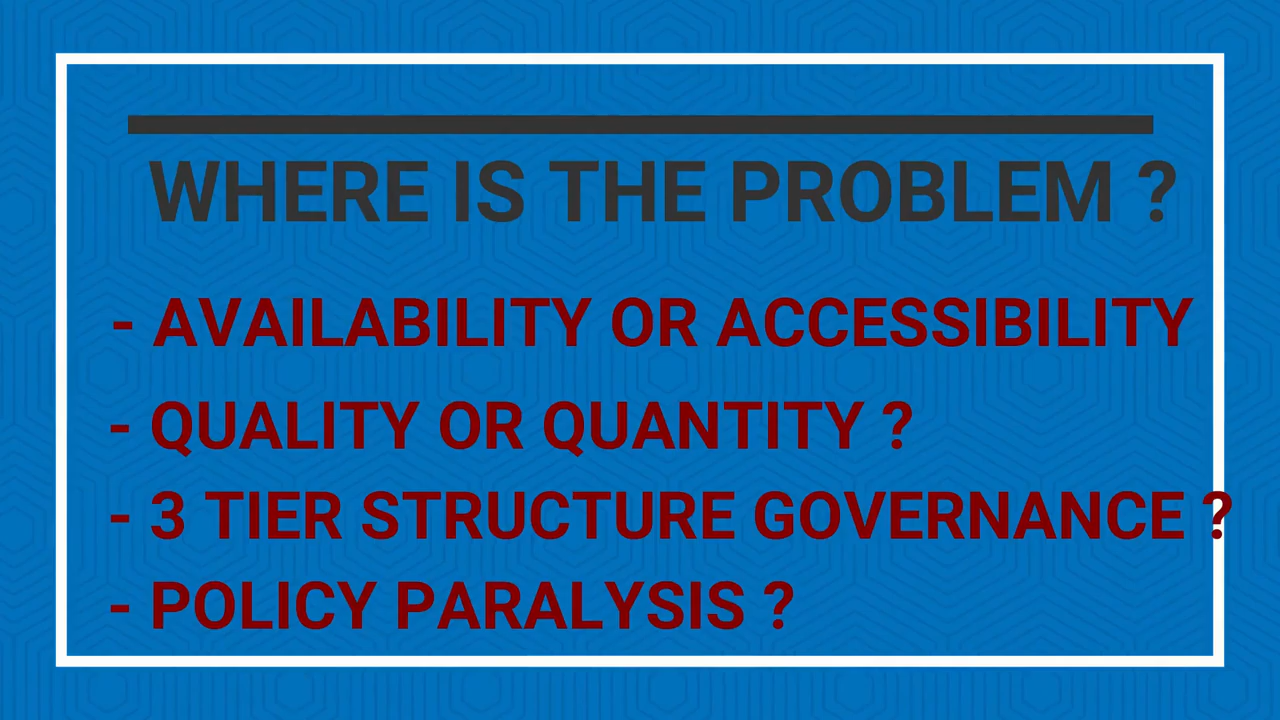 WHERE IS THE PROBLEM ?
- AVAILABILITY OR ACCESSIBILITY
- QUALITY OR QUANTITY ?
- 3 TIER STRUCTURE GOVERNANCE ?
- POLICY PARALYSIS ?